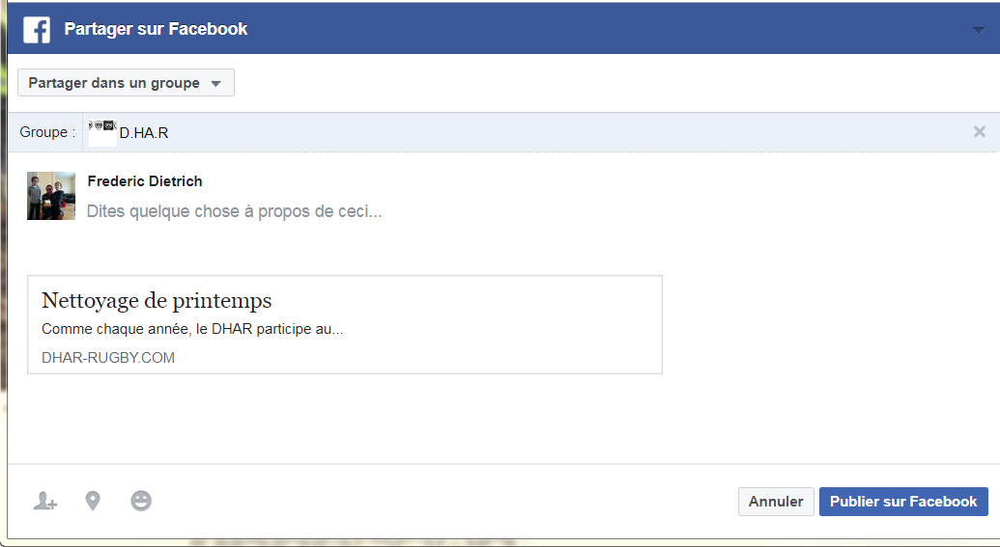 Partager sur Facebook
Partager dans un groupe
Groupe : D.HA.R
Frederic Dietrich
Dites quelque chose à propos de ceci...
Nettoyage de printemps
Comme chaque année, le DHAR participe au...
DHAR-RUGBY.COM
Annuler Publier sur Facebook